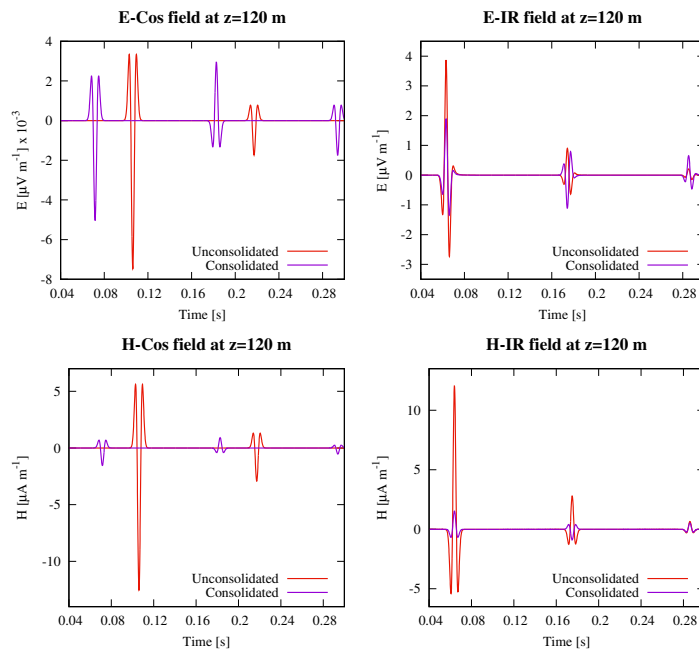 E-Cos field at z=120 m
E [µV m⁻¹] x 10⁻³
4
2
0
-2
-4
-6
-8
Unconsolidated
Consolidated
0.04 0.08 0.12 0.16 0.2 0.24 0.28
Time [s]
E-IR field at z=120 m
E [µV m⁻¹]
4
3
2
1
0
-1
-2
-3
Unconsolidated
Consolidated
0.04 0.08 0.12 0.16 0.2 0.24 0.28
Time [s]
H-Cos field at z=120 m
H [µA m⁻¹]
5
0
-5
-10
Unconsolidated
Consolidated
0.04 0.08 0.12 0.16 0.2 0.24 0.28
Time [s]
H-IR field at z=120 m
H [µA m⁻¹]
10
5
0
-5
Unconsolidated
Consolidated
0.04 0.08 0.12 0.16 0.2 0.24 0.28
Time [s]